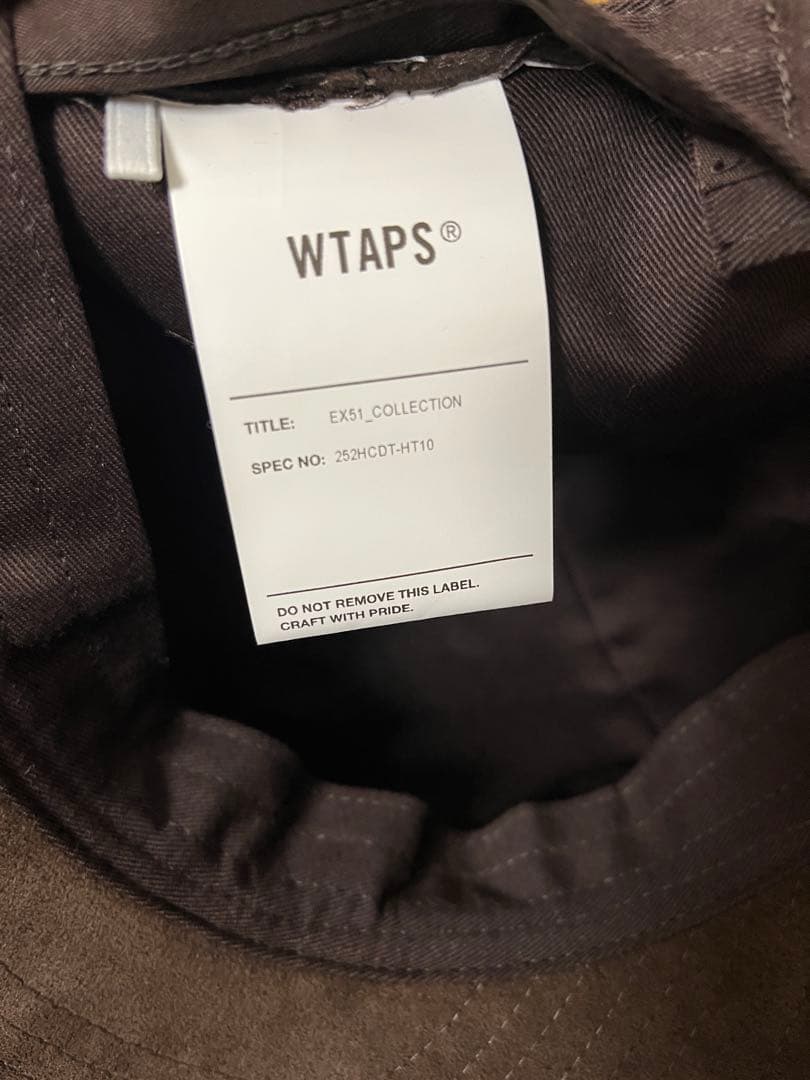 WTAPS®
TITLE: EX51_COLLECTION
SPEC NO: 252HCDT-HT10
DO NOT REMOVE THIS LABEL.
CRAFT WITH PRIDE.